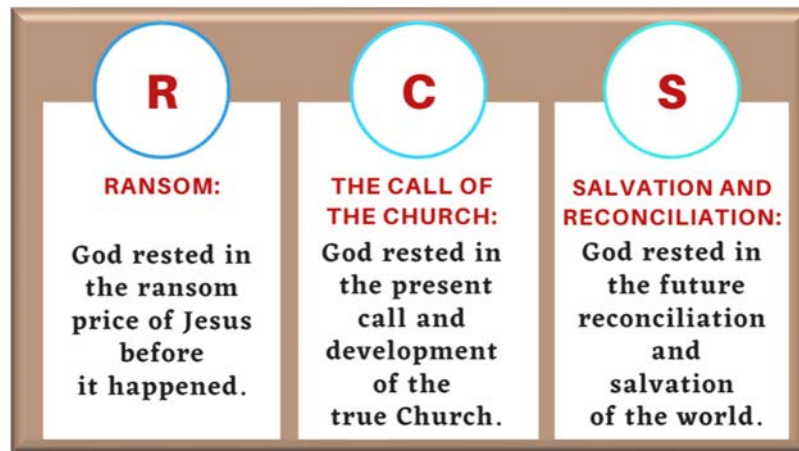 R
RANSOM:
God rested in
the ransom
price of Jesus
before
it happened.
C
THE CALL OF
THE CHURCH:
God rested in
the present
call and
development
of the
true Church.
S
SALVATION AND
RECONCILIATION:
God rested in
the future
reconciliation
and
salvation
of the world.